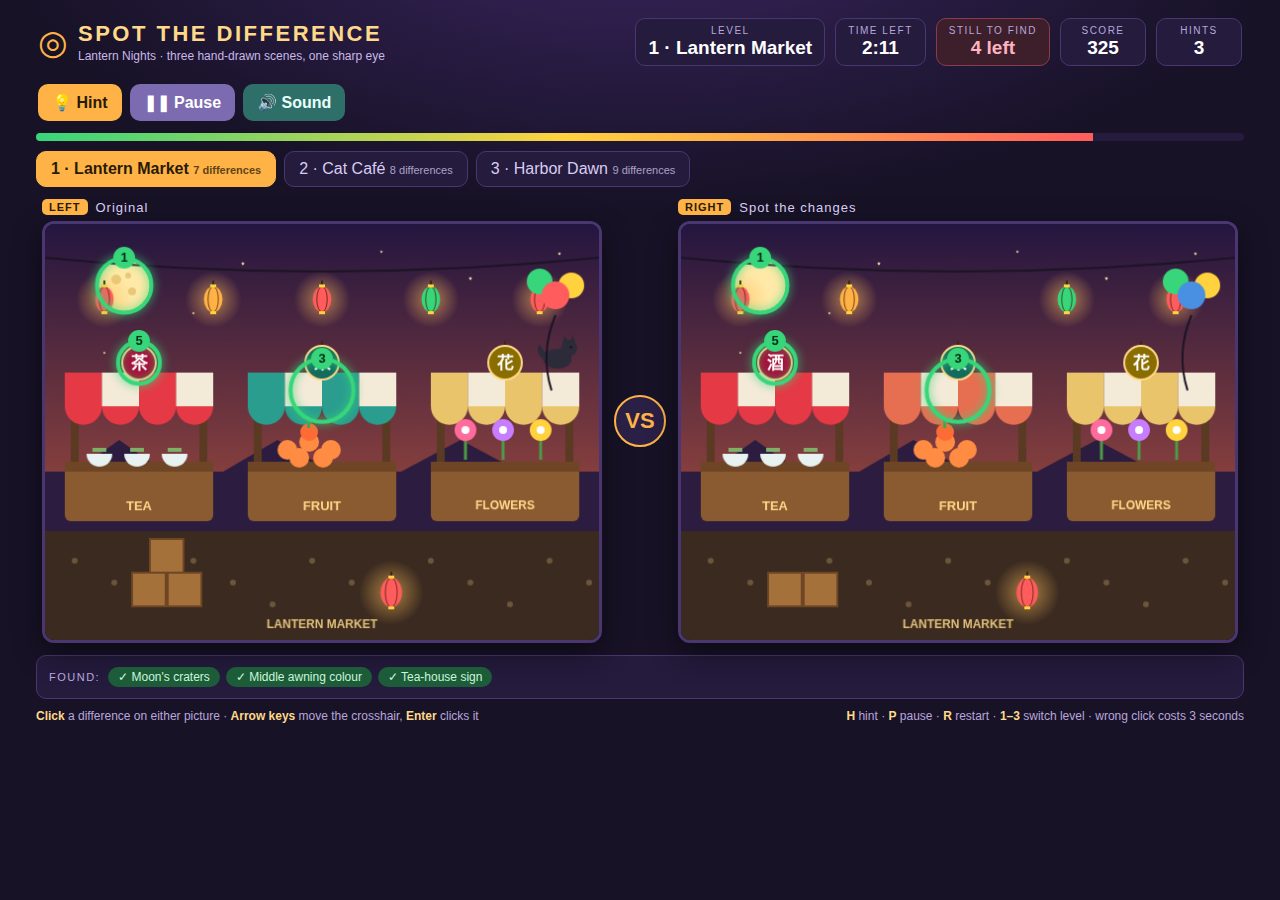 SPOT THE DIFFERENCE
Lantern Nights · three hand-drawn scenes, one sharp eye
LEVEL
1 · Lantern Market
TIME LEFT
2:11
STILL TO FIND
4 left
SCORE
325
HINTS
3
💡 Hint
❚❚ Pause
🔊 Sound
1 · Lantern Market 7 differences
2 · Cat Café 8 differences
3 · Harbor Dawn 9 differences
LEFT Original
1
5
茶
3
花
TEA
FRUIT
FLOWERS
LANTERN MARKET
VS
RIGHT Spot the changes
1
5
酒
3
花
TEA
FRUIT
FLOWERS
LANTERN MARKET
FOUND: ✓ Moon's craters ✓ Middle awning colour ✓ Tea-house sign
Click a difference on either picture · Arrow keys move the crosshair, Enter clicks it
H hint · P pause · R restart · 1–3 switch level · wrong click costs 3 seconds